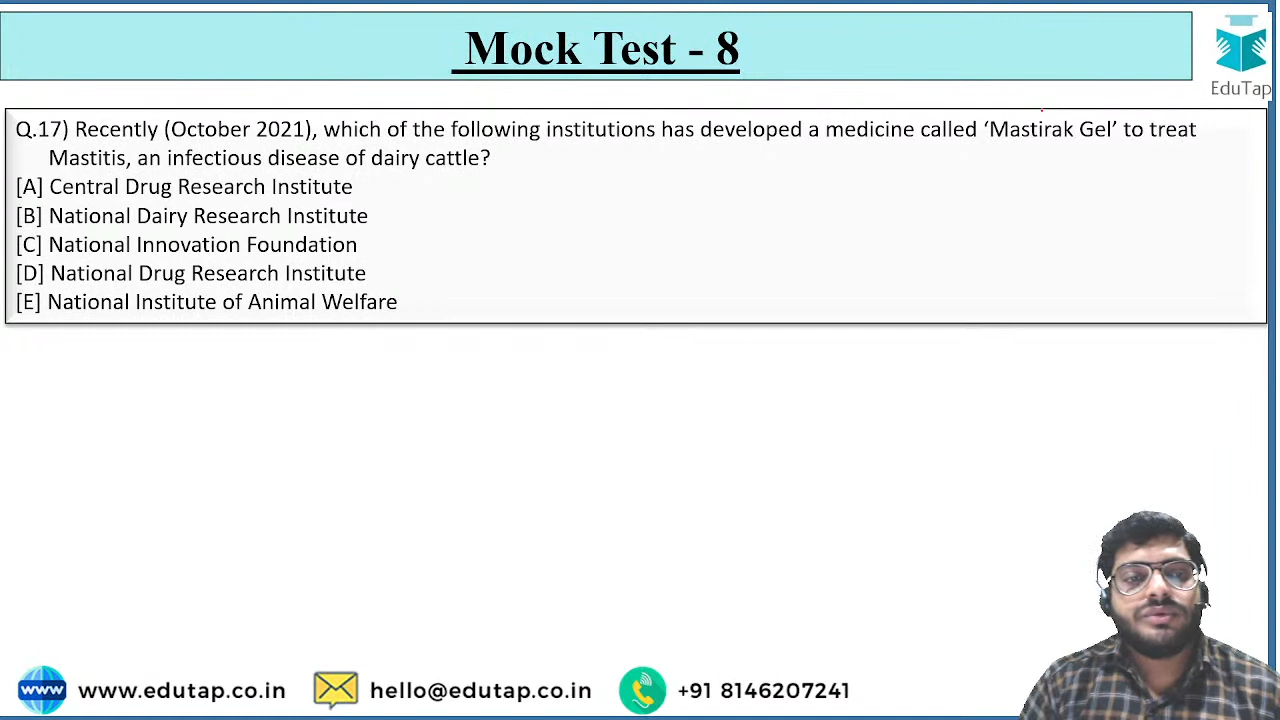 Mock Test - 8
EduTap
Q.17) Recently (October 2021), which of the following institutions has developed a medicine called ‘Mastirak Gel’ to treat
Mastitis, an infectious disease of dairy cattle?
[A] Central Drug Research Institute
[B] National Dairy Research Institute
[C] National Innovation Foundation
[D] National Drug Research Institute
[E] National Institute of Animal Welfare
www www.edutap.co.in hello@edutap.co.in +91 8146207241